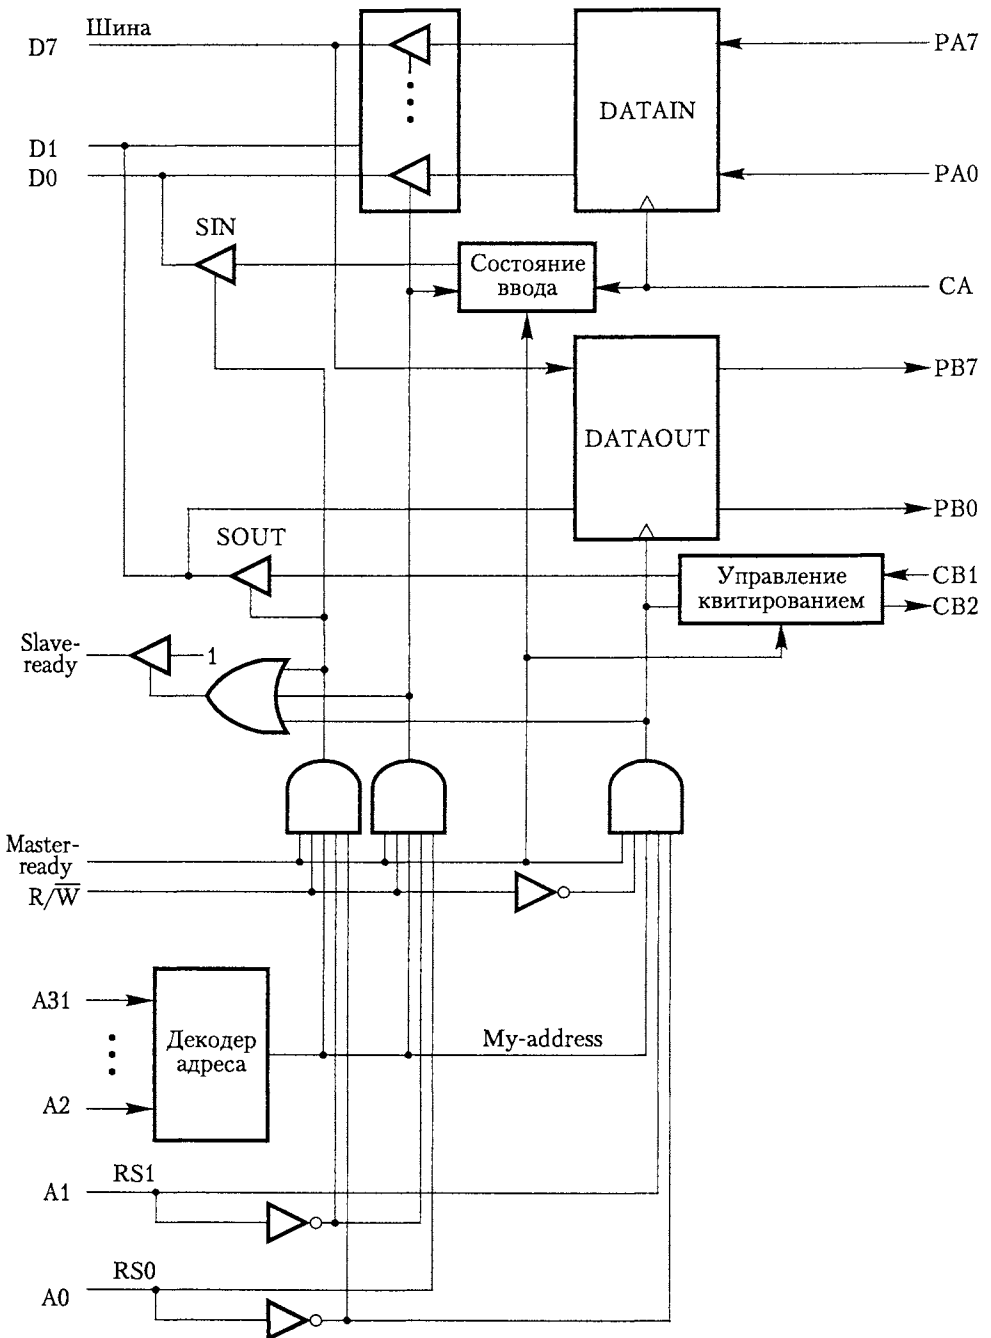 Шина
D7
PA7
DATAIN
D1
D0
PA0
SIN
Состояние
ввода
CA
PB7
DATAOUT
PB0
SOUT
Управление
квитированием
CB1
CB2
Slave-
ready
1
Master-
ready
R/W̅
A31
Декодер
адреса
My-address
A2
RS1
A1
RS0
A0